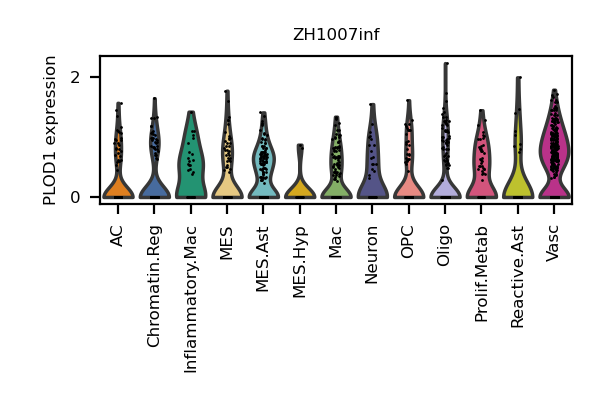 ZH1007inf
PLOD1 expression
2
0
AC
Chromatin.Reg
Inflammatory.Mac
MES
MES.Ast
MES.Hyp
Mac
Neuron
OPC
Oligo
Prolif.Metab
Reactive.Ast
Vasc